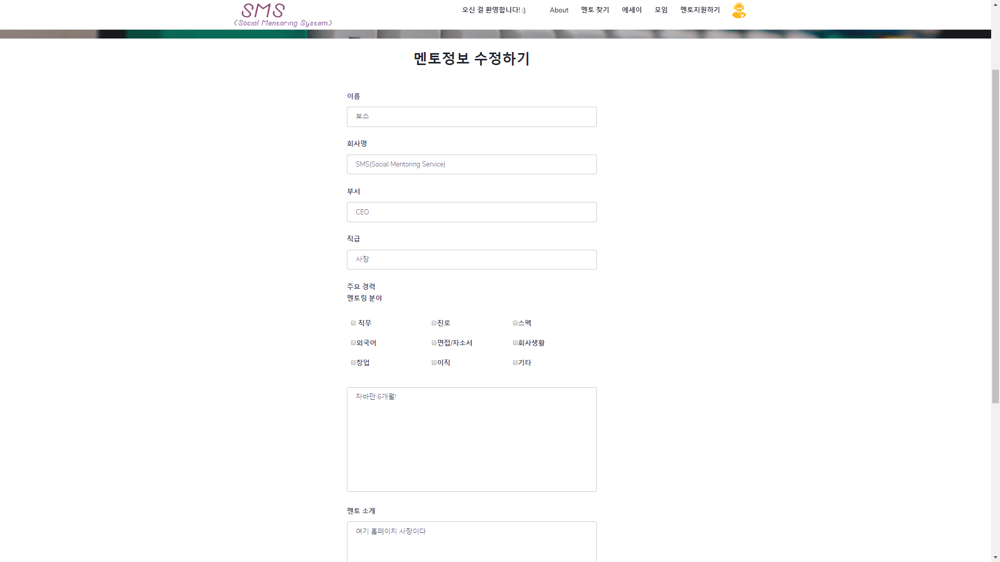 SMS
(Social Mentoring System)
오신 걸 환영합니다! :)
About
멘토 찾기
에세이
모임
멘토지원하기
멘토정보 수정하기
이름
보스
회사명
SMS(Social Mentoring Service)
부서
CEO
직급
사장
주요 경력
멘토링 분야
직무
진로
스펙
외국어
면접/자소서
회사생활
창업
이직
기타
자바만 6개월!
멘토 소개
여기 홈페이지 사장이다